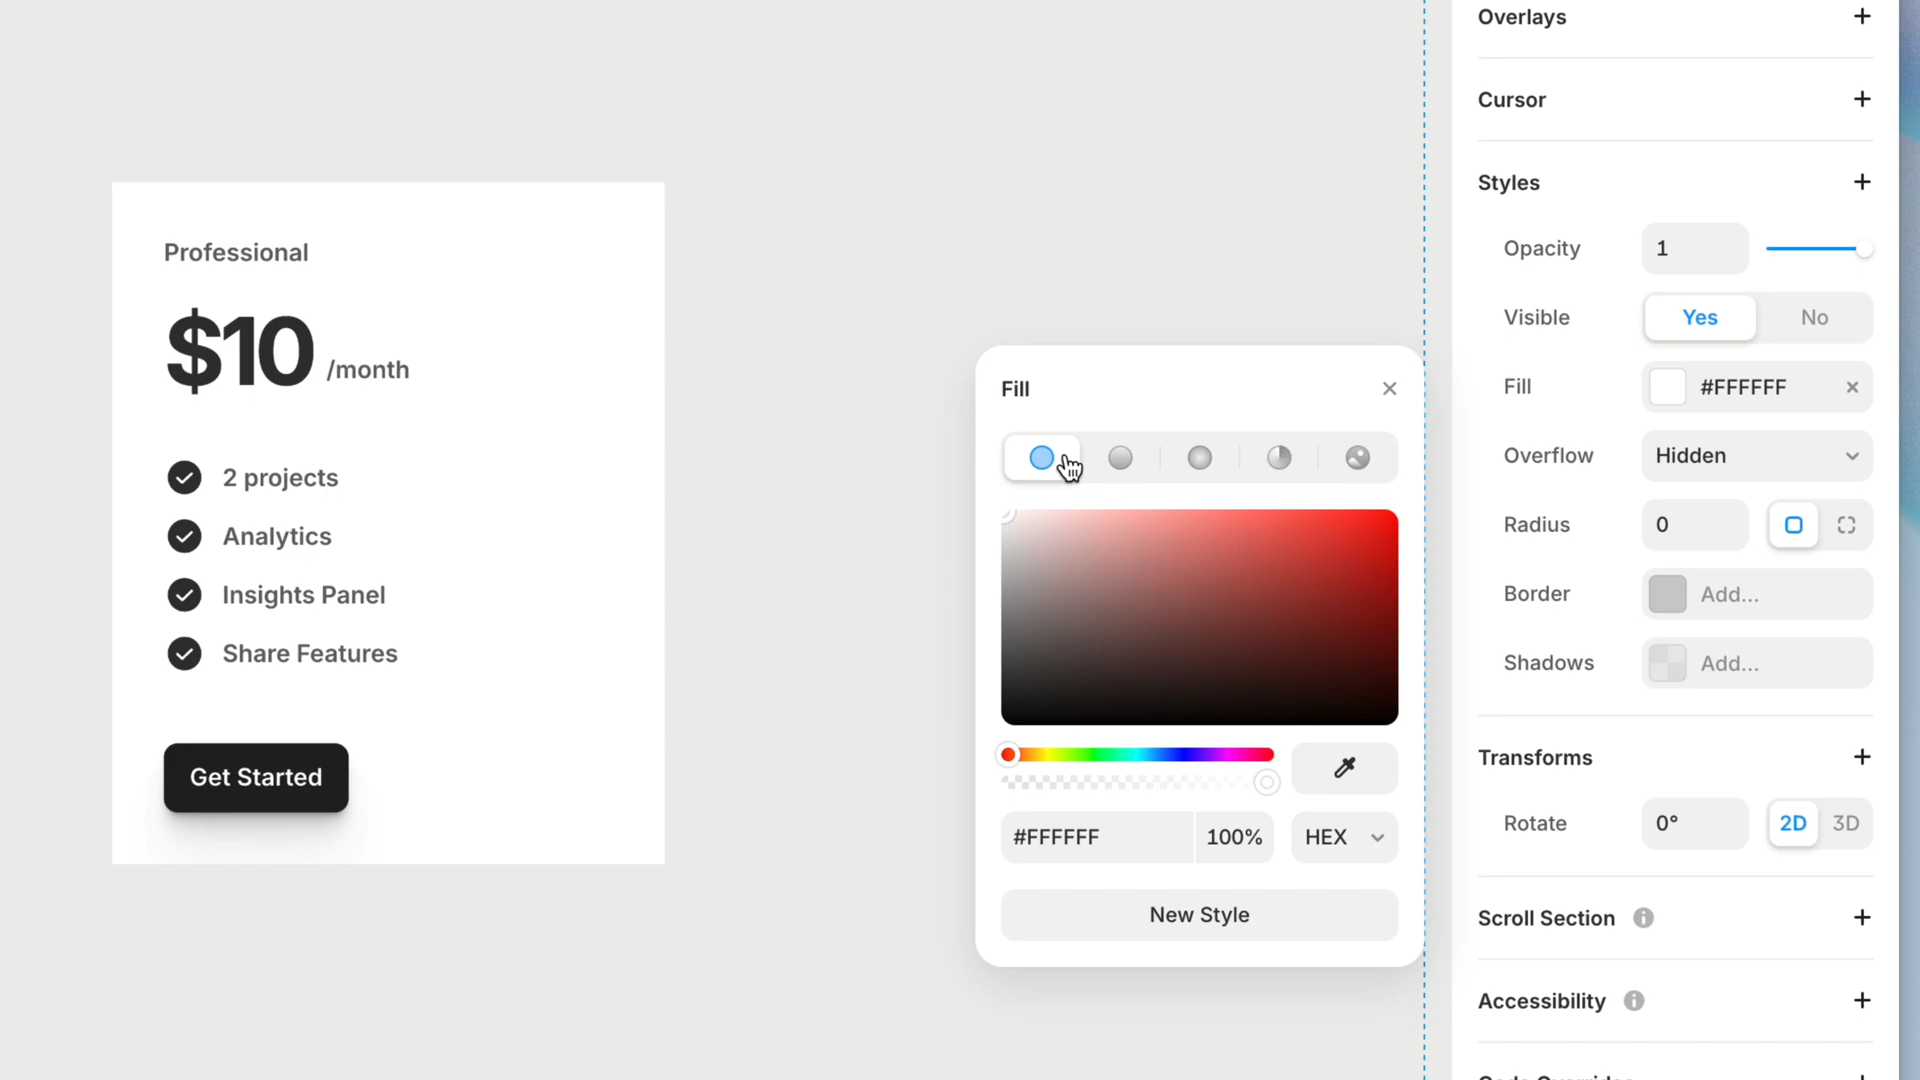 Professional
$10 /month
2 projects
Analytics
Insights Panel
Share Features
Get Started
Fill
#FFFFFF 100% HEX
New Style
Overlays
Cursor
Styles
Opacity 1
Visible Yes No
Fill #FFFFFF
Overflow Hidden
Radius 0
Border Add...
Shadows Add...
Transforms
Rotate 0° 2D 3D
Scroll Section
Accessibility